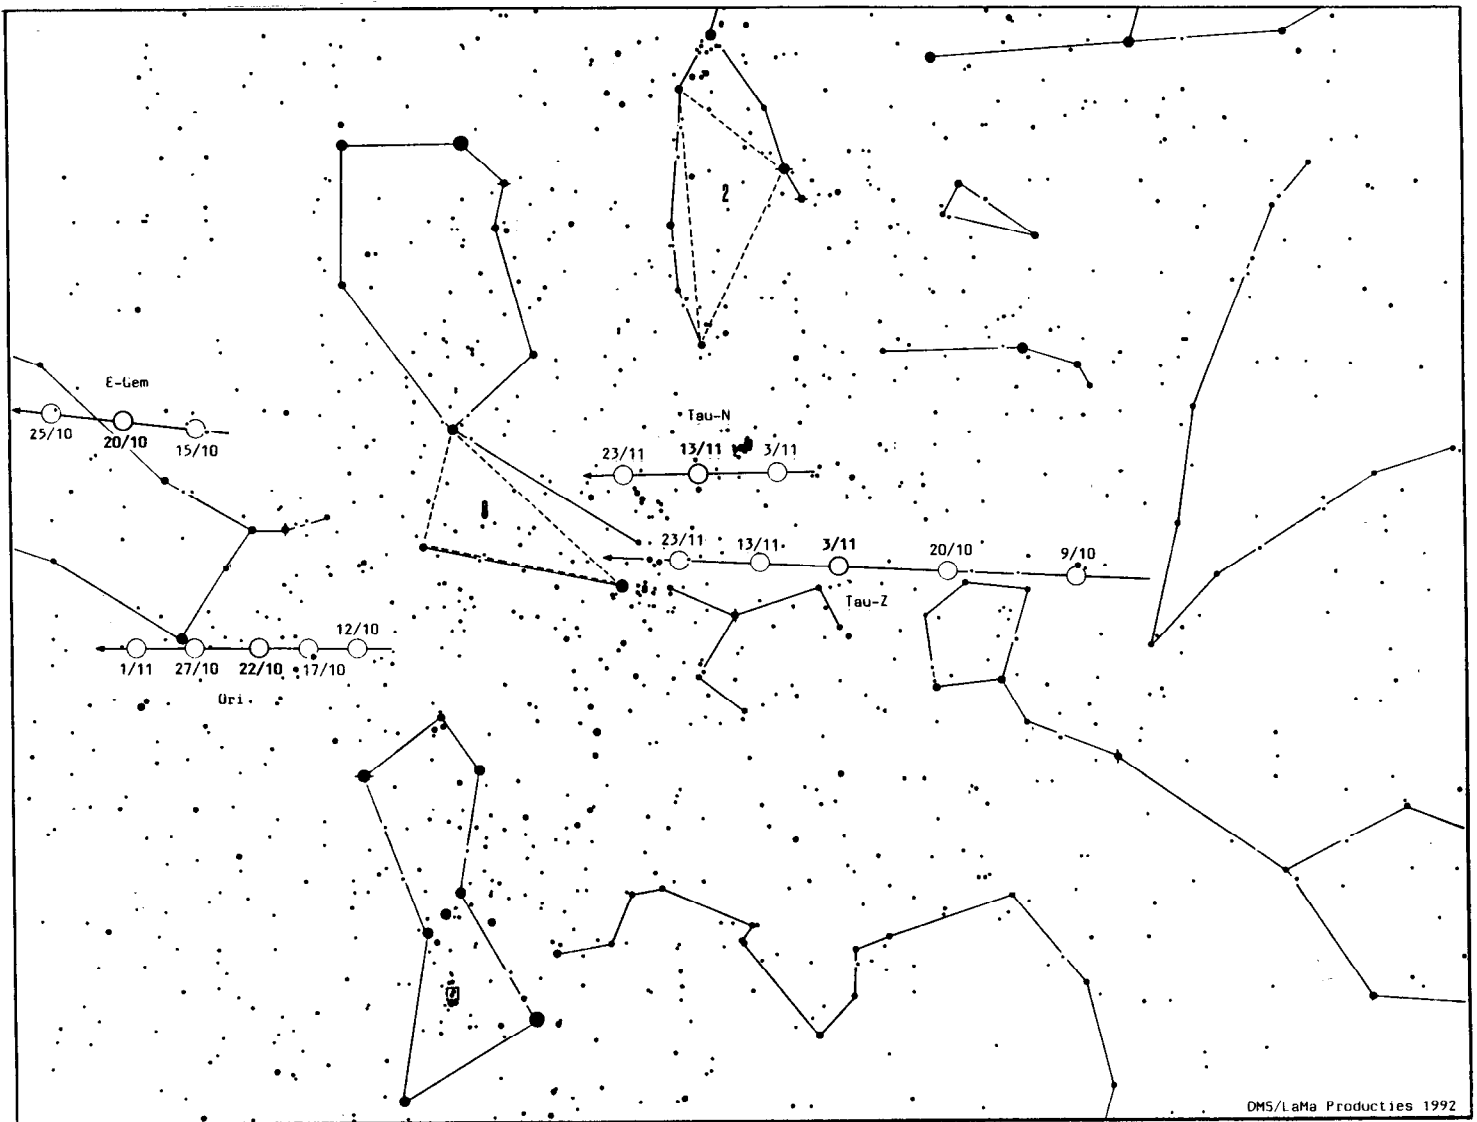 2
ε-Gem
25/10 20/10 15/10
Tau-N
23/11 13/11 3/11
1
23/11 13/11 3/11 20/10 9/10
Tau-Z
12/10
1/11 27/10 22/10 17/10
Ori.
DMS/LaMa Producties 1992